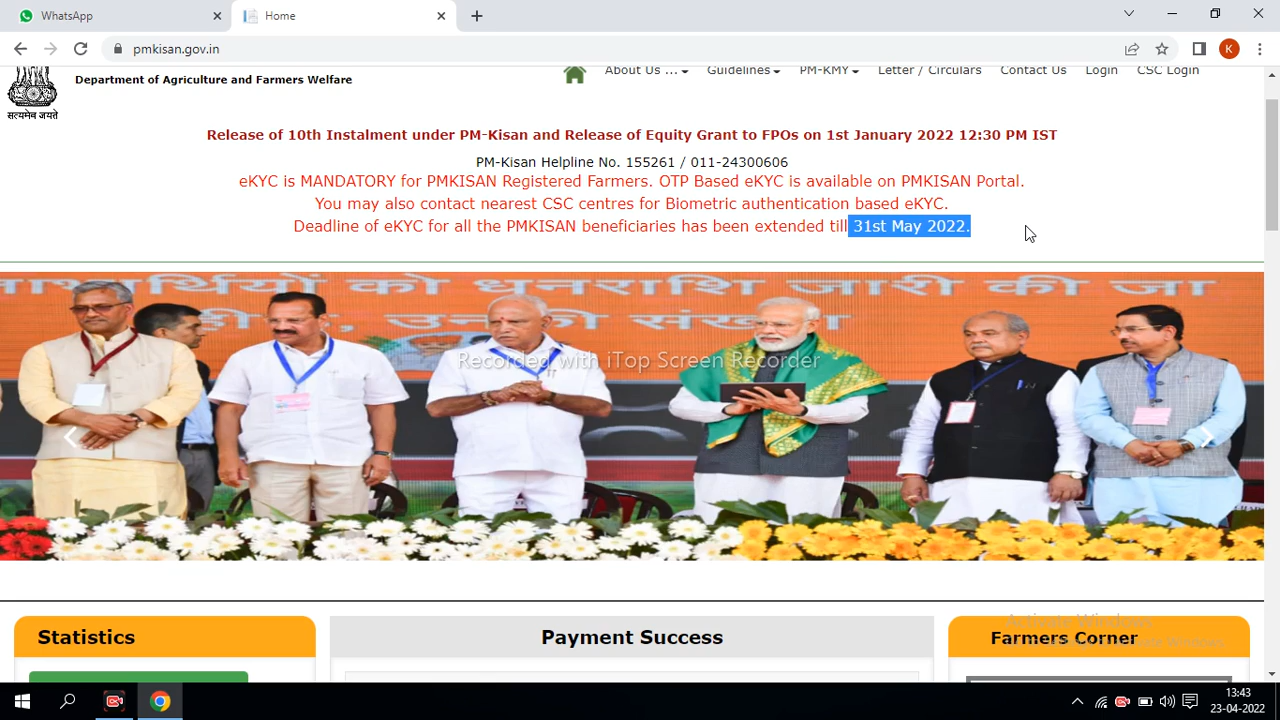 WhatsApp
Home
pmkisan.gov.in
K
सत्यमेव जयते
Department of Agriculture and Farmers Welfare
About Us ...
Guidelines
PM-KMY
Letter / Circulars
Contact Us
Login
CSC Login
Release of 10th Instalment under PM-Kisan and Release of Equity Grant to FPOs on 1st January 2022 12:30 PM IST
PM-Kisan Helpline No. 155261 / 011-24300606
eKYC is MANDATORY for PMKISAN Registered Farmers. OTP Based eKYC is available on PMKISAN Portal.
You may also contact nearest CSC centres for Biometric authentication based eKYC.
Deadline of eKYC for all the PMKISAN beneficiaries has been extended till 31st May 2022.
को धनराशि जारी की जा
उनकी संख्या
Recorded with iTop Screen Recorder
Statistics
Payment Success
Farmers Corner
Activate Windows
13:43
23-04-2022